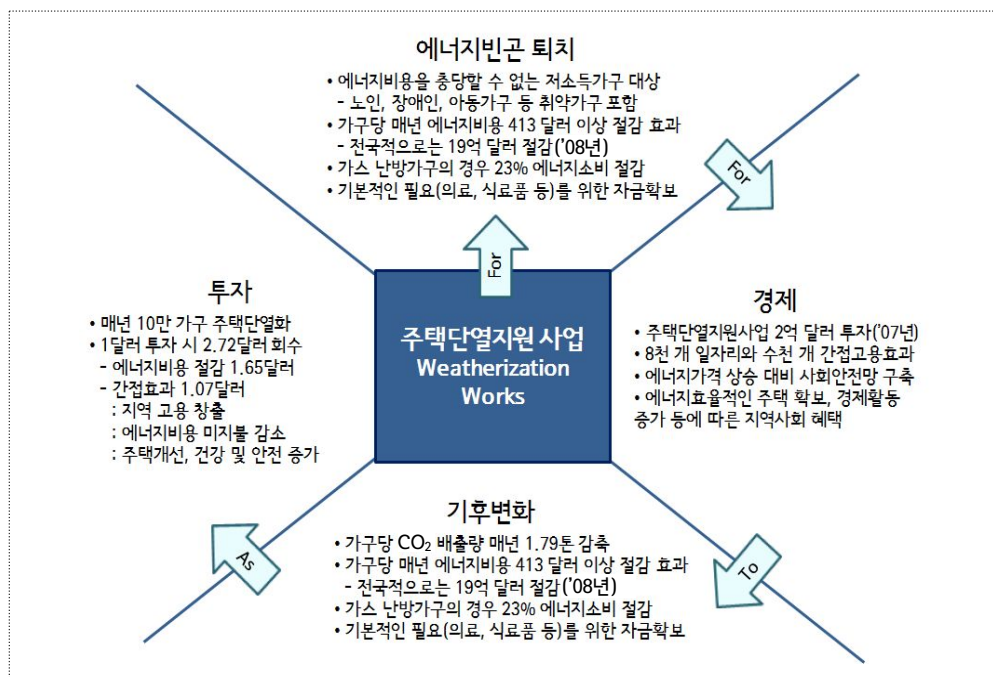 에너지빈곤 퇴치
• 에너지비용을 충당할 수 없는 저소득가구 대상
- 노인, 장애인, 아동가구 등 취약가구 포함
• 가구당 매년 에너지비용 413 달러 이상 절감 효과
- 전국적으로는 19억 달러 절감('08년)
• 가스 난방가구의 경우 23% 에너지소비 절감
• 기본적인 필요(의료, 식료품 등)를 위한 자금확보
For
For
투자
• 매년 10만 가구 주택단열화
• 1달러 투자 시 2.72달러 회수
- 에너지비용 절감 1.65달러
- 간접효과 1.07달러
: 지역 고용 창출
: 에너지비용 미지불 감소
: 주택개선, 건강 및 안전 증가
주택단열지원 사업
Weatherization
Works
경제
• 주택단열지원사업 2억 달러 투자('07년)
• 8천 개 일자리와 수천 개 간접고용효과
• 에너지가격 상승 대비 사회안전망 구축
• 에너지효율적인 주택 확보, 경제활동
증가 등에 따른 지역사회 혜택
As
To
기후변화
• 가구당 CO₂ 배출량 매년 1.79톤 감축
• 가구당 매년 에너지비용 413 달러 이상 절감 효과
- 전국적으로는 19억 달러 절감('08년)
• 가스 난방가구의 경우 23% 에너지소비 절감
• 기본적인 필요(의료, 식료품 등)를 위한 자금확보